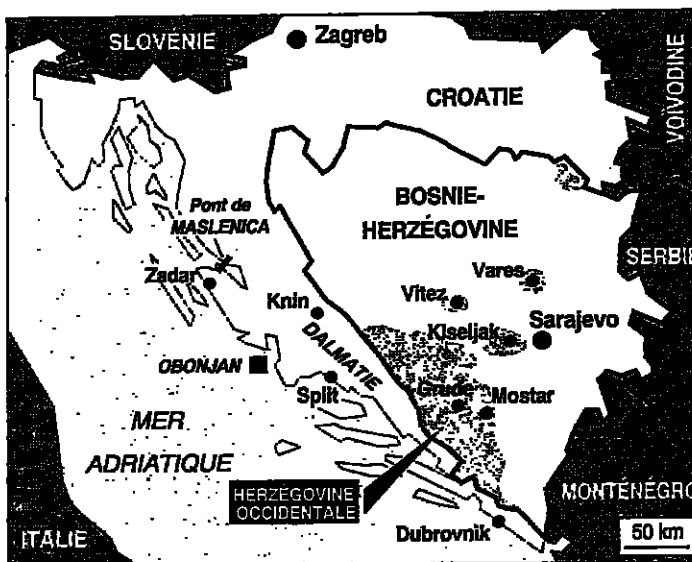 SLOVÉNIE
Zagreb
CROATIE
VOÏVODINE
BOSNIE-
HERZÉGOVINE
Pont de
MASLENICA
SERBIE
Zadar
Vares
Vitez
Knin
Kiseljak
Sarajevo
DALMATIE
OBONJAN
Split
Grude
Mostar
MER
ADRIATIQUE
HERZÉGOVINE
OCCIDENTALE
MONTÉNÉGRO
Dubrovnik
50 km
ITALIE